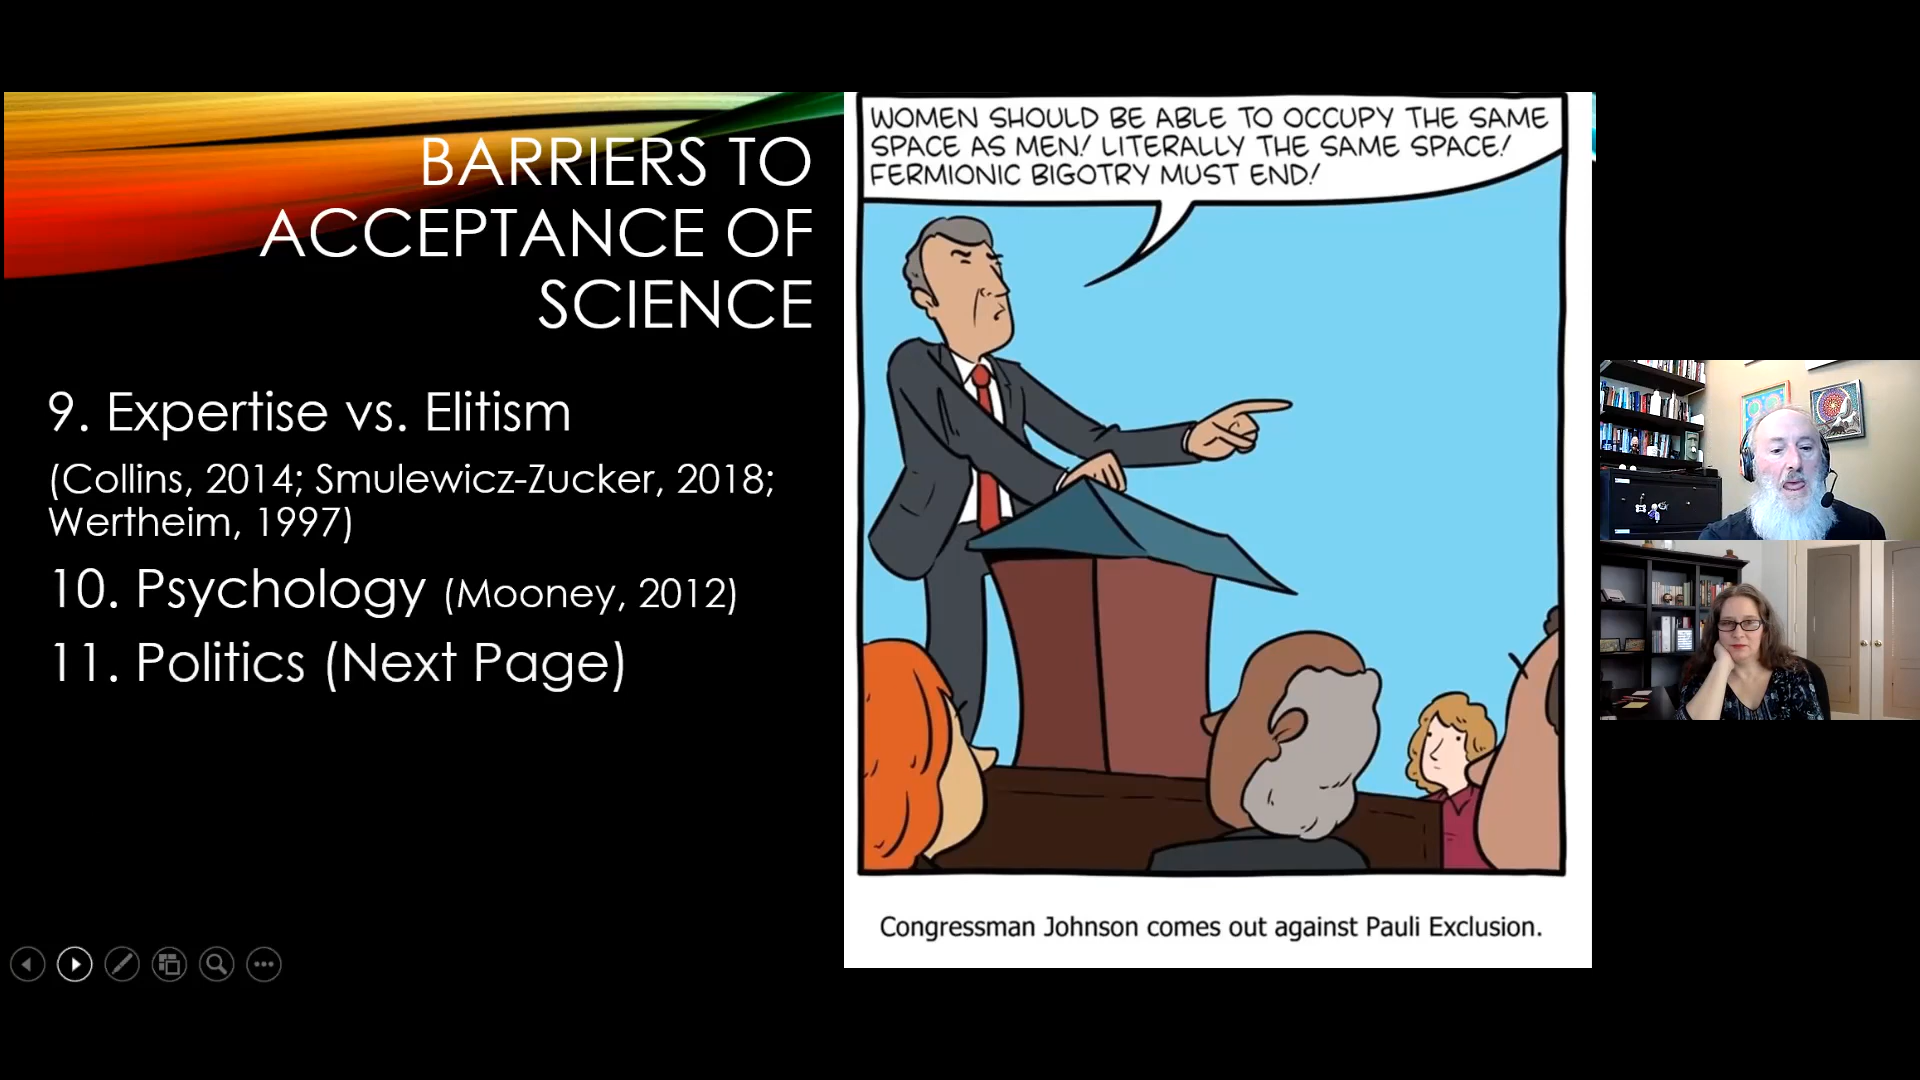 BARRIERS TO
ACCEPTANCE OF
SCIENCE
9. Expertise vs. Elitism
(Collins, 2014; Smulewicz-Zucker, 2018;
Wertheim, 1997)
10. Psychology (Mooney, 2012)
11. Politics (Next Page)
WOMEN SHOULD BE ABLE TO OCCUPY THE SAME
SPACE AS MEN! LITERALLY THE SAME SPACE!
FERMIONIC BIGOTRY MUST END!
Congressman Johnson comes out against Pauli Exclusion.